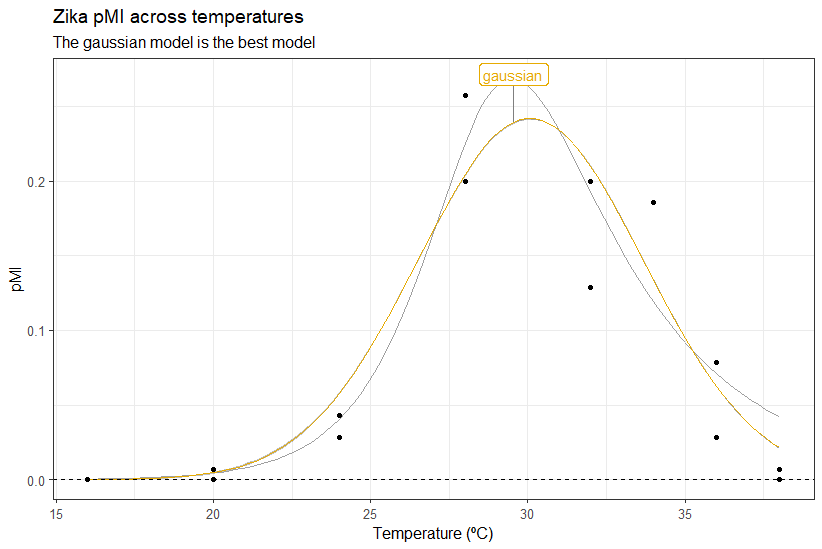 Zika pMI across temperatures
The gaussian model is the best model
gaussian
0.2
0.1
0.0
pMI
15 20 25 30 35
Temperature (ºC)